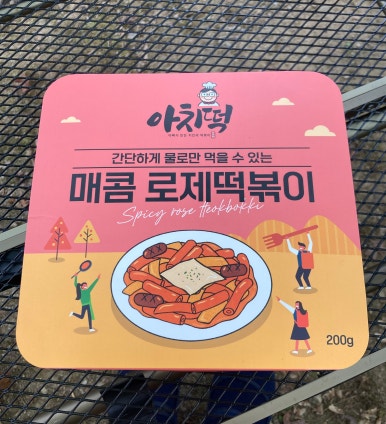 아치떡
간단하게 물로만 먹을 수 있는
매콤 로제떡볶이
Spicy rose tteokbokki
200g